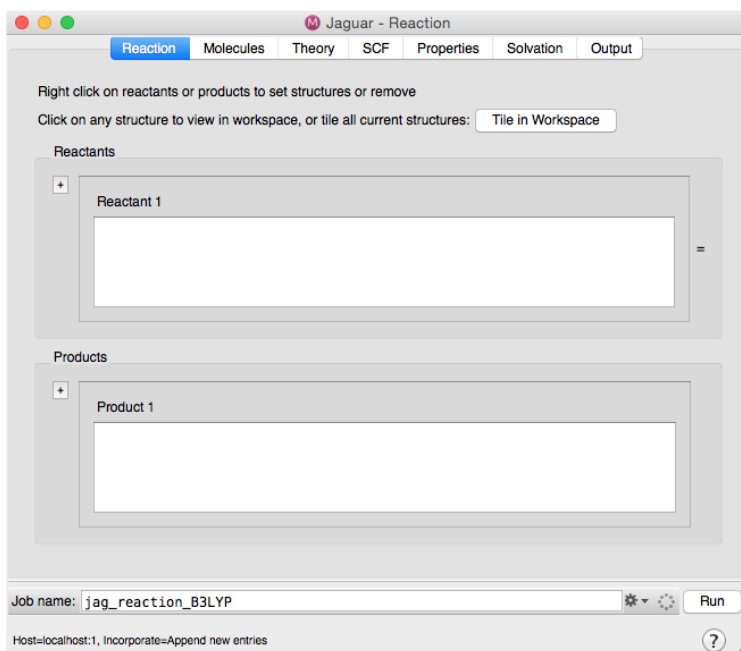 Jaguar - Reaction
Reaction Molecules Theory SCF Properties Solvation Output
Right click on reactants or products to set structures or remove
Click on any structure to view in workspace, or tile all current structures: Tile in Workspace
Reactants
+
Reactant 1
=
Products
+
Product 1
Job name: jag_reaction_B3LYP Run
Host=localhost:1, Incorporate=Append new entries ?